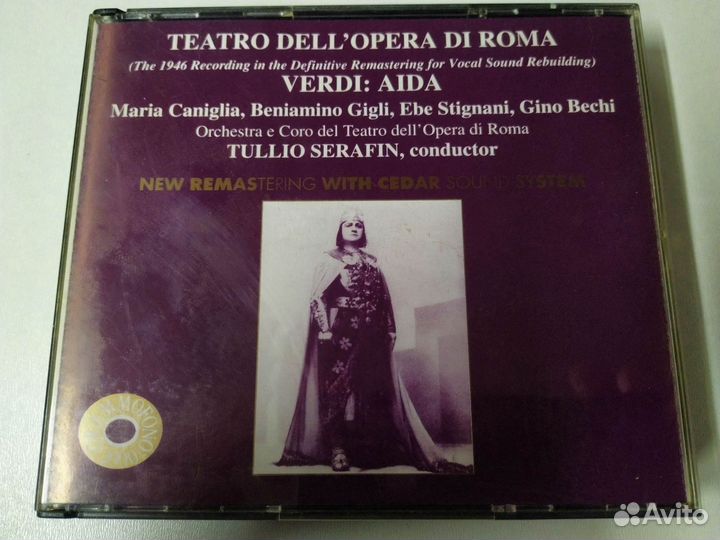 TEATRO DELL'OPERA DI ROMA
(The 1946 Recording in the Definitive Remastering for Vocal Sound Rebuilding)
VERDI: AIDA
Maria Caniglia, Beniamino Gigli, Ebe Stignani, Gino Bechi
Orchestra e Coro del Teatro dell'Opera di Roma
TULLIO SERAFIN, conductor
NEW REMASTERING WITH CEDAR SOUND SYSTEM
Avito